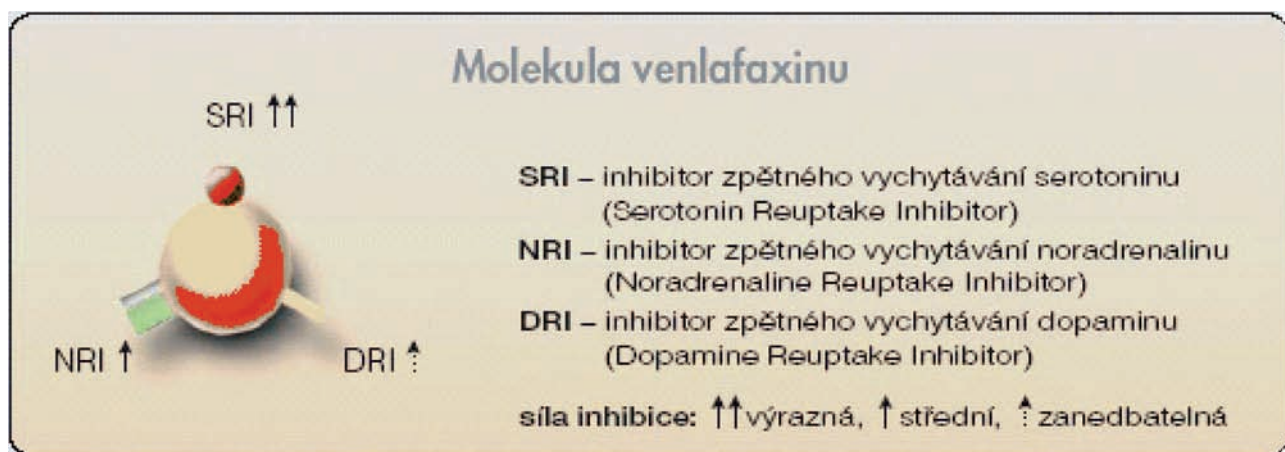 Molekula venlafaxinu
SRI ↑↑
NRI ↑
DRI ⇡
SRI – inhibitor zpětného vychytávání serotoninu
(Serotonin Reuptake Inhibitor)
NRI – inhibitor zpětného vychytávání noradrenalinu
(Noradrenaline Reuptake Inhibitor)
DRI – inhibitor zpětného vychytávání dopaminu
(Dopamine Reuptake Inhibitor)
síla inhibice: ↑↑ výrazná, ↑ střední, ⇡ zanedbatelná